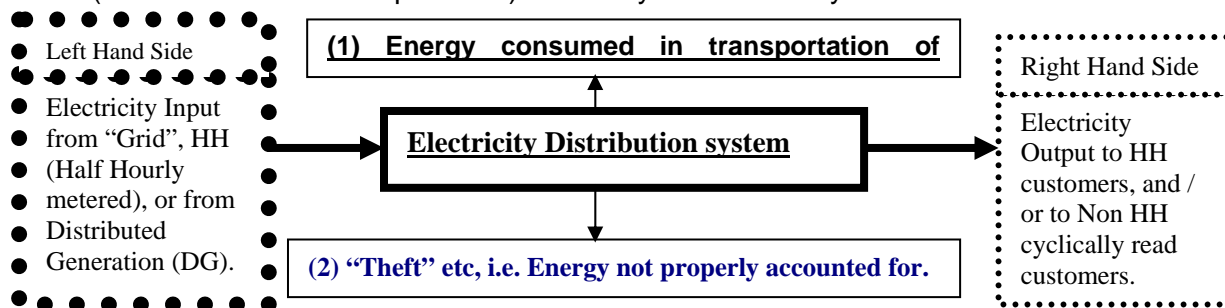 Left Hand Side
Electricity Input
from “Grid”, HH
(Half Hourly
metered), or from
Distributed
Generation (DG).
(1) Energy consumed in transportation of
Electricity Distribution system
(2) “Theft” etc, i.e. Energy not properly accounted for.
Right Hand Side
Electricity
Output to HH
customers, and /
or to Non HH
cyclically read
customers.